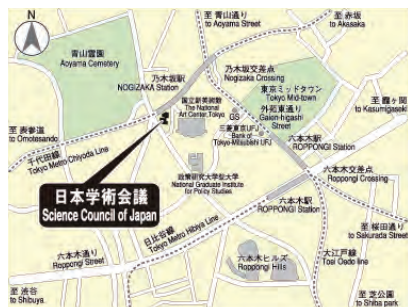 至 青山通り
to Aoyama Street
至 赤坂
to Akasaka
N
青山霊園
Aoyama Cemetery
乃木坂駅
NOGIZAKA Station
乃木坂交差点
Nogizaka Crossing
国立新美術館
The National
Art Center,Tokyo
東京ミッドタウン
Tokyo Mid-town
GS
外苑東通り
Gaien-higashi
Street
至 霞ヶ関
to Kasumigaseki
至 表参道
to Omotesando
三菱東京UFJ
Bank of
Tokyo-Mitsubishi UFJ
六本木駅
ROPPONGI Station
千代田線
Tokyo Metro Chiyoda Line
政策研究大学院大学
National Graduate Institute
for Policy Studies
六本木交差点
Roppongi Crossing
日本学術会議
Science Council of Japan
六本木駅
ROPPONGI Station
日比谷線
Tokyo Metro Hibiya Line
至 桜田通り
to Sakurada Street
六本木通り
Roppongi Street
六本木ヒルズ
Roppongi Hills
大江戸線
Toei Oedo line
至 渋谷
to Shibuya
至 芝公園
to Shiba park